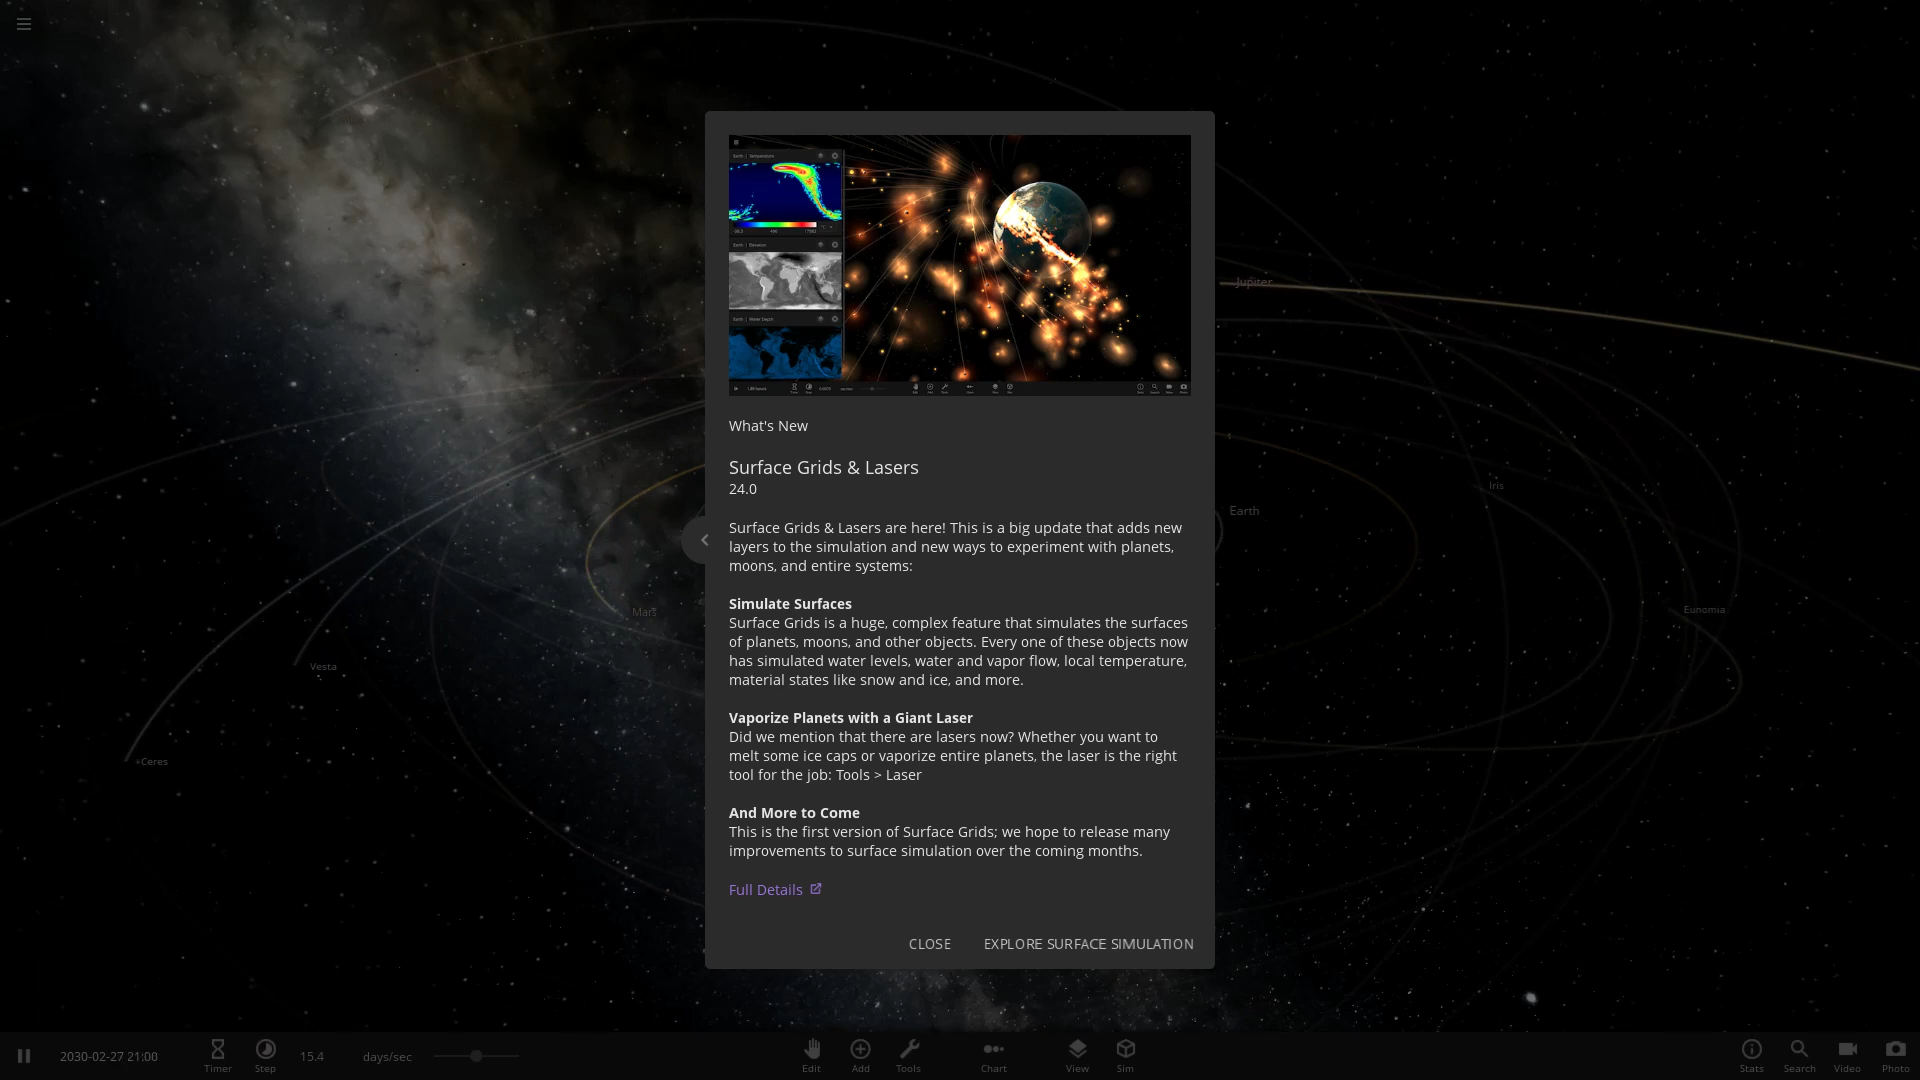 Earth | Temperature
Earth | Elevation
Earth | Water Depth
What's New
Surface Grids & Lasers
24.0
Surface Grids & Lasers are here! This is a big update that adds new
layers to the simulation and new ways to experiment with planets,
moons, and entire systems:
Simulate Surfaces
Surface Grids is a huge, complex feature that simulates the surfaces
of planets, moons, and other objects. Every one of these objects now
has simulated water levels, water and vapor flow, local temperature,
material states like snow and ice, and more.
Vaporize Planets with a Giant Laser
Did we mention that there are lasers now? Whether you want to
melt some ice caps or vaporize entire planets, the laser is the right
tool for the job: Tools > Laser
And More to Come
This is the first version of Surface Grids; we hope to release many
improvements to surface simulation over the coming months.
Full Details
CLOSE EXPLORE SURFACE SIMULATION
Jupiter
Iris
Earth
Mars
Eunomia
Vesta
Ceres
2030-02-27 21:00 Timer Step 15.4 days/sec Edit Add Tools Chart View Sim Stats Search Video Photo